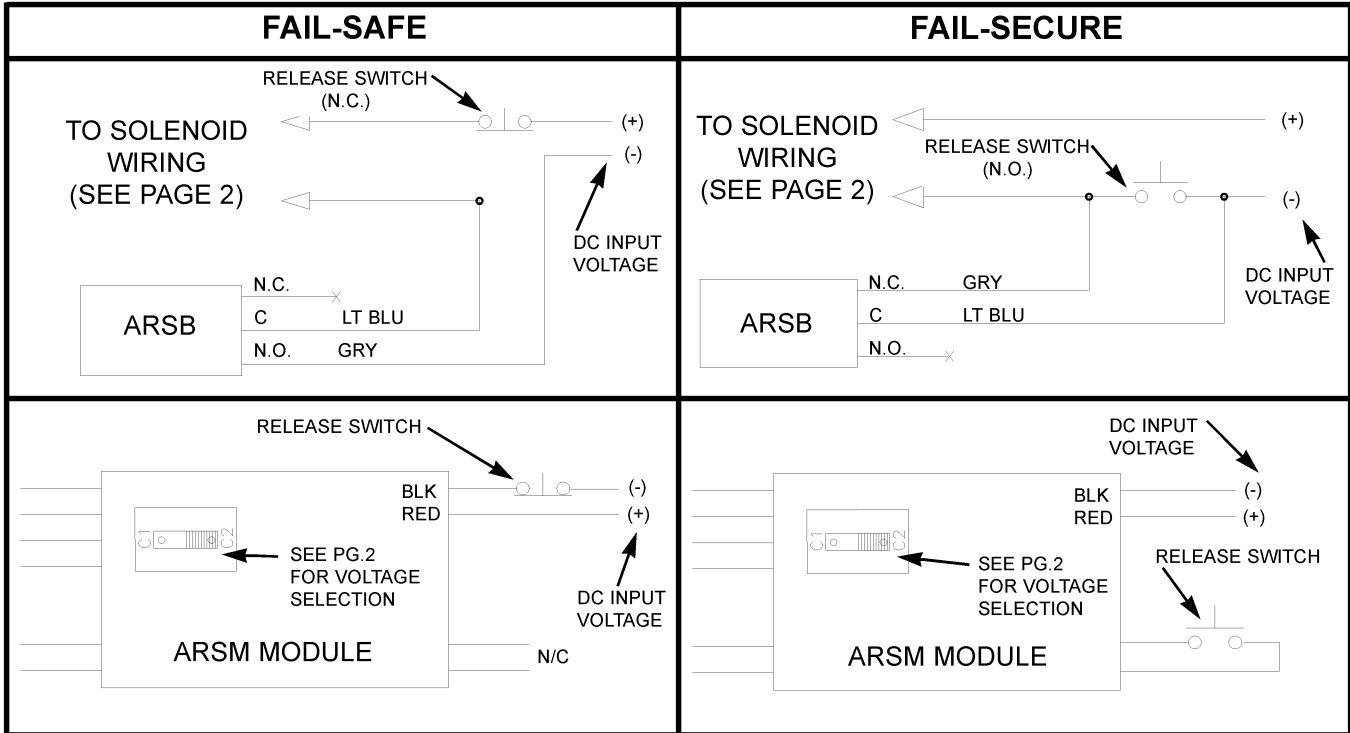 FAIL-SAFE
FAIL-SECURE
RELEASE SWITCH
(N.C.)
TO SOLENOID
WIRING
(SEE PAGE 2)
(+)
(-)
DC INPUT
VOLTAGE
N.C.
C LT BLU
N.O. GRY
ARSB
TO SOLENOID
WIRING
(SEE PAGE 2)
RELEASE SWITCH
(N.O.)
(+)
(-)
DC INPUT
VOLTAGE
N.C. GRY
C LT BLU
N.O.
ARSB
RELEASE SWITCH
BLK
RED
(-)
(+)
C1
C2
SEE PG.2
FOR VOLTAGE
SELECTION
DC INPUT
VOLTAGE
ARSM MODULE
N/C
DC INPUT
VOLTAGE
BLK
RED
(-)
(+)
C1
C2
SEE PG.2
FOR VOLTAGE
SELECTION
RELEASE SWITCH
ARSM MODULE